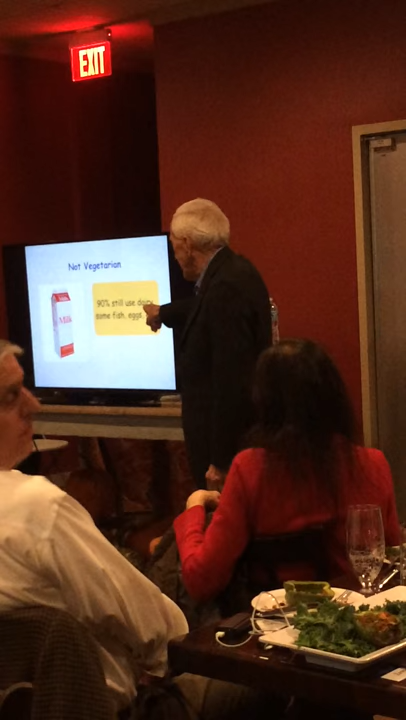 EXIT
Not Vegetarian
90% still use dairy,
some fish, eggs
MILK